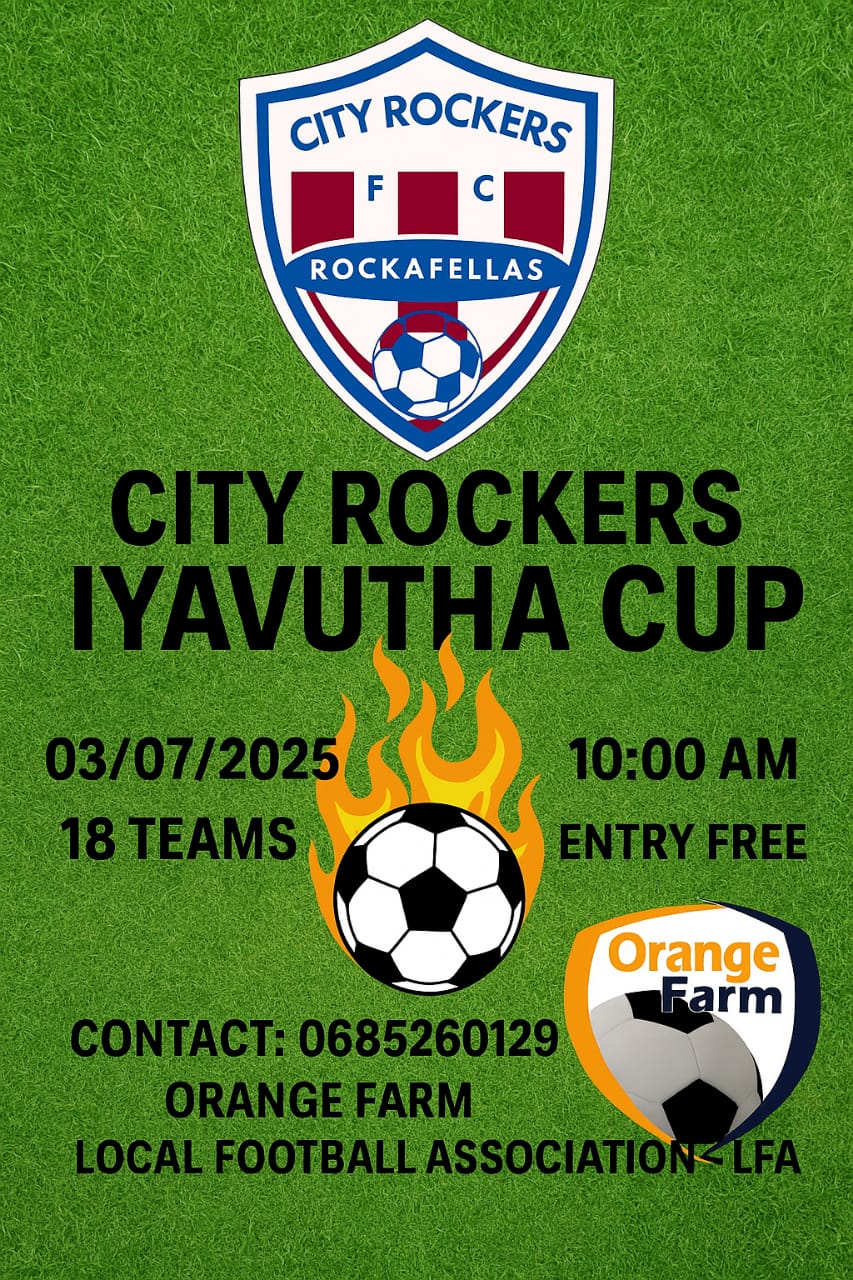 CITY ROCKERS
F C
ROCKAFELLAS
CITY ROCKERS
IYAVUTHA CUP
03/07/2025
10:00 AM
18 TEAMS
ENTRY FREE
Orange
Farm
CONTACT: 0685260129
ORANGE FARM
LOCAL FOOTBALL ASSOCIATION - LFA